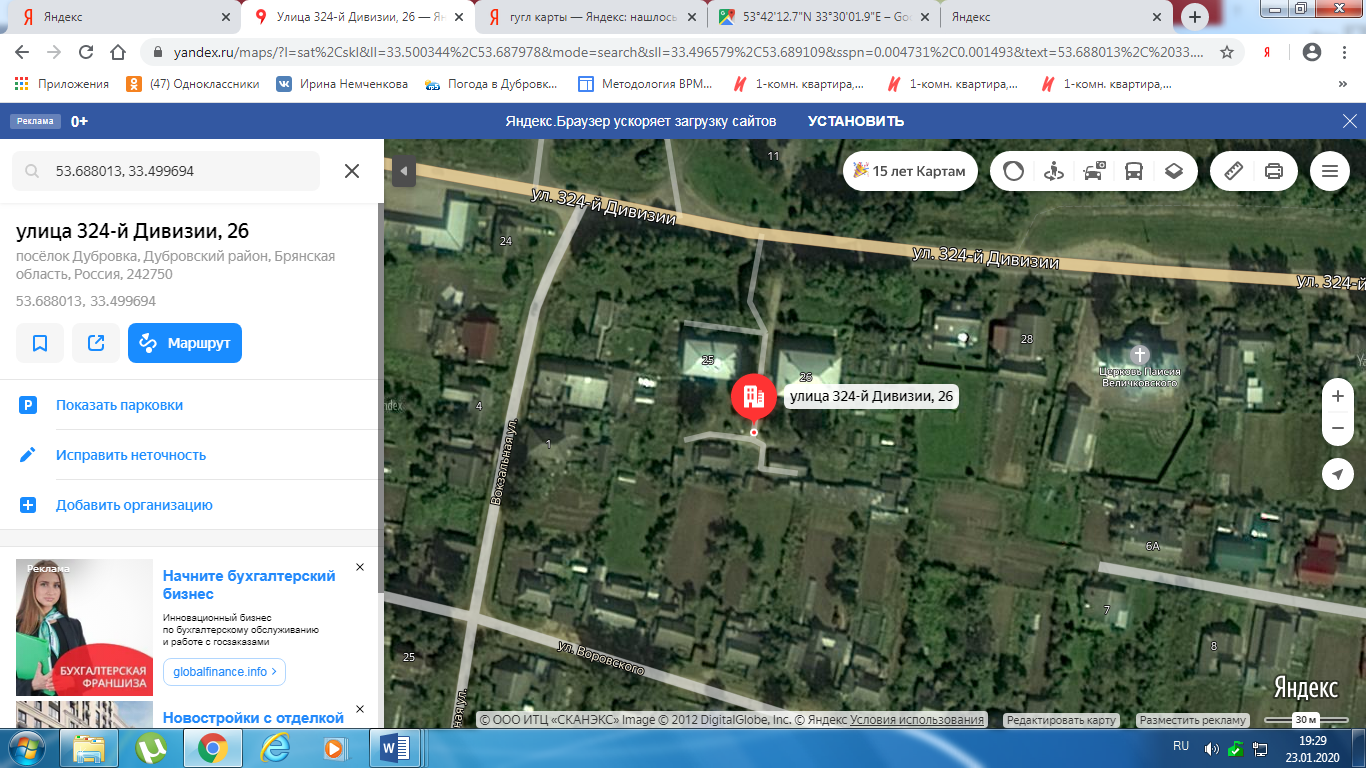 Яндекс
Улица 324-й Дивизии, 26 — Ян
гугл карты — Яндекс: нашлось
53°42'12.7"N 33°30'01.9"E – Goo
Яндекс
yandex.ru/maps/?l=sat%2Cskl&ll=33.500344%2C53.687978&mode=search&sll=33.496579%2C53.689109&sspn=0.004731%2C0.001493&text=53.688013%2C%2033....
Приложения
(47) Одноклассники
Ирина Немченкова
Погода в Дубровк...
Методология ВРМ...
1-комн. квартира,...
1-комн. квартира,...
1-комн. квартира,...
»
Реклама
0+
Яндекс.Браузер ускоряет загрузку сайтов
УСТАНОВИТЬ
53.688013, 33.499694
улица 324-й Дивизии, 26
посёлок Дубровка, Дубровский район, Брянская
область, Россия, 242750
53.688013, 33.499694
Маршрут
Показать парковки
Исправить неточность
Добавить организацию
Реклама
Начните бухгалтерский
бизнес
Инновационный бизнес
по бухгалтерскому обслуживанию
и работе с госзаказами
globalfinance.info
БУХГАЛТЕРСКАЯ
ФРАНШИЗА
Новостройки с отделкой
15 лет Картам
11
ул. 324-й Дивизии
24
ул. 324-й Дивизии
ул. 324-й
28
25
26
Церковь Паисия
Величковского
улица 324-й Дивизии, 26
4
1
Вокзальная ул.
6А
7
8
25
ул. Воровского
ная ул.
Яндекс
© ООО ИТЦ «СКАНЭКС» Image © 2012 DigitalGlobe, Inc. © Яндекс Условия использования
Редактировать карту
Разместить рекламу
30 м
RU
19:29
23.01.2020